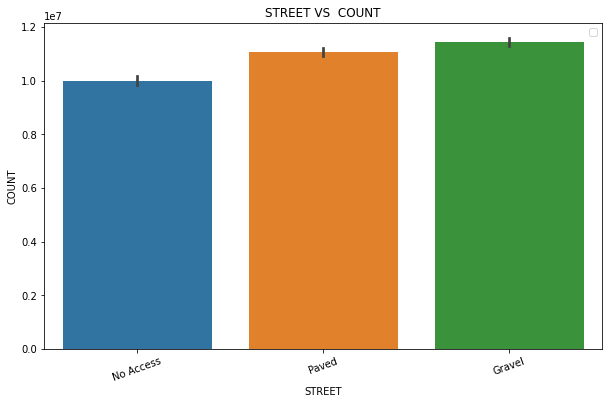 STREET VS  COUNT
1e7
1.2
1.0
0.8
0.6
0.4
0.2
0.0
COUNT
No Access
Paved
Gravel
STREET